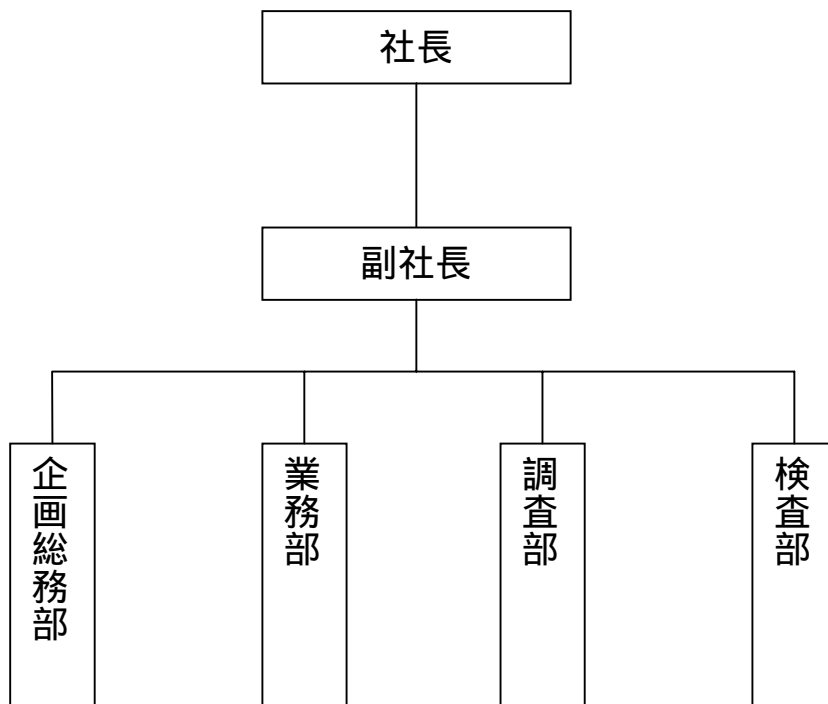 社長
副社長
企画総務部
業務部
調査部
検査部